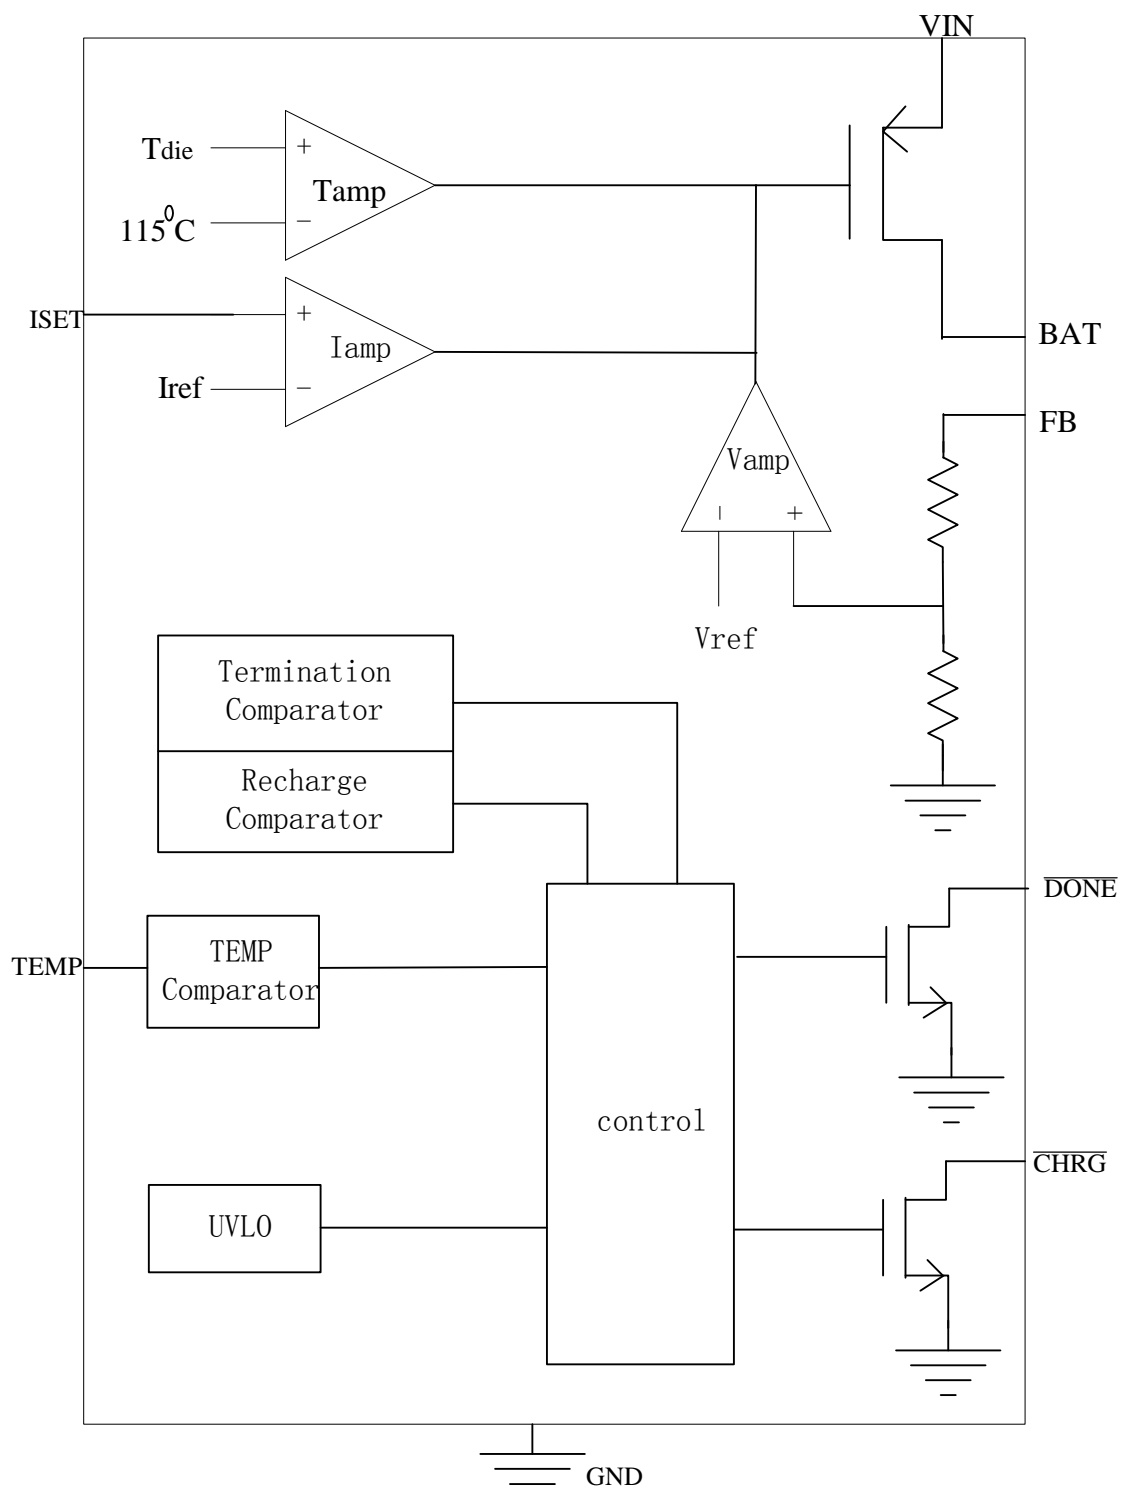 VIN
Tdie
+
Tamp
115⁰C
−
ISET
+
Iamp
BAT
Iref
−
FB
Vamp
− +
Vref
Termination
Comparator
Recharge
Comparator
DONE
TEMP
TEMP
Comparator
control
CHRG
UVLO
GND